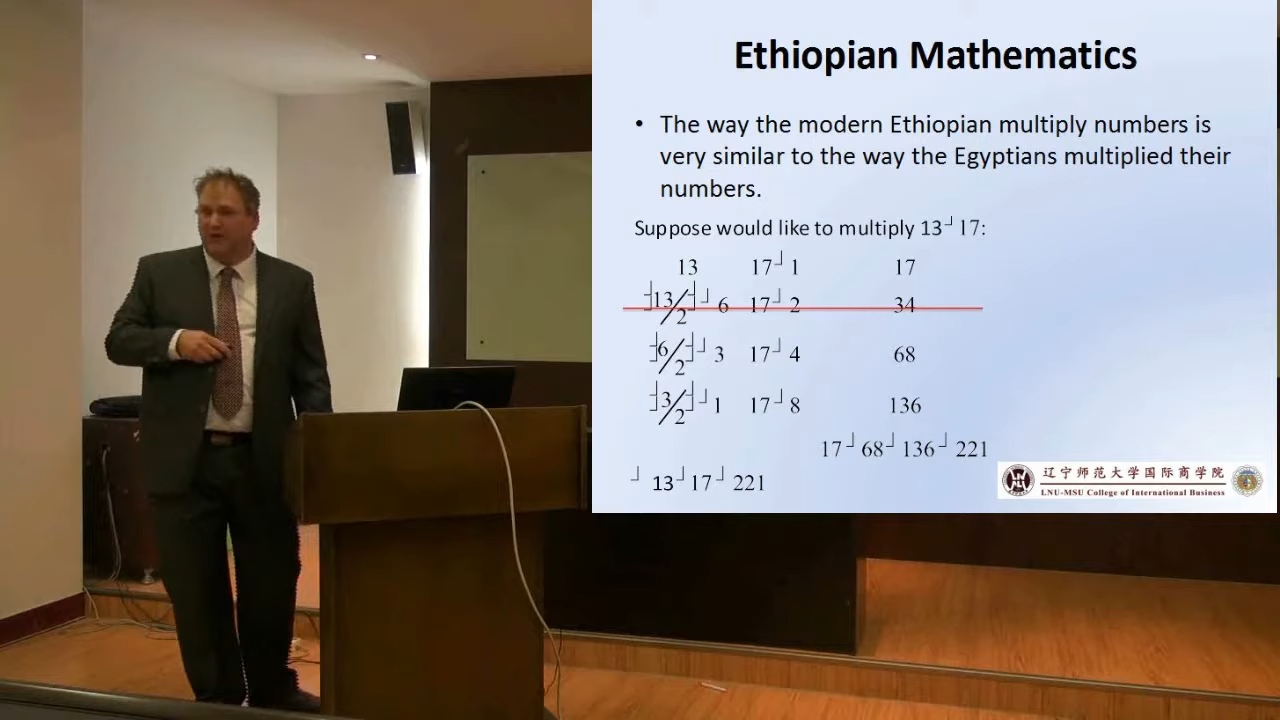 Ethiopian Mathematics
• The way the modern Ethiopian multiply numbers is
very similar to the way the Egyptians multiplied their
numbers.
Suppose would like to multiply 13 ┘ 17:
13 17 ┘ 1 17
┘13/2┘ ┘ 6 17 ┘ 2 34
┘6/2┘ ┘ 3 17 ┘ 4 68
┘3/2┘ ┘ 1 17 ┘ 8 136
17 ┘ 68 ┘ 136 ┘ 221
┘ 13 ┘ 17 ┘ 221
辽宁师范大学国际商学院
LNU-MSU College of International Business